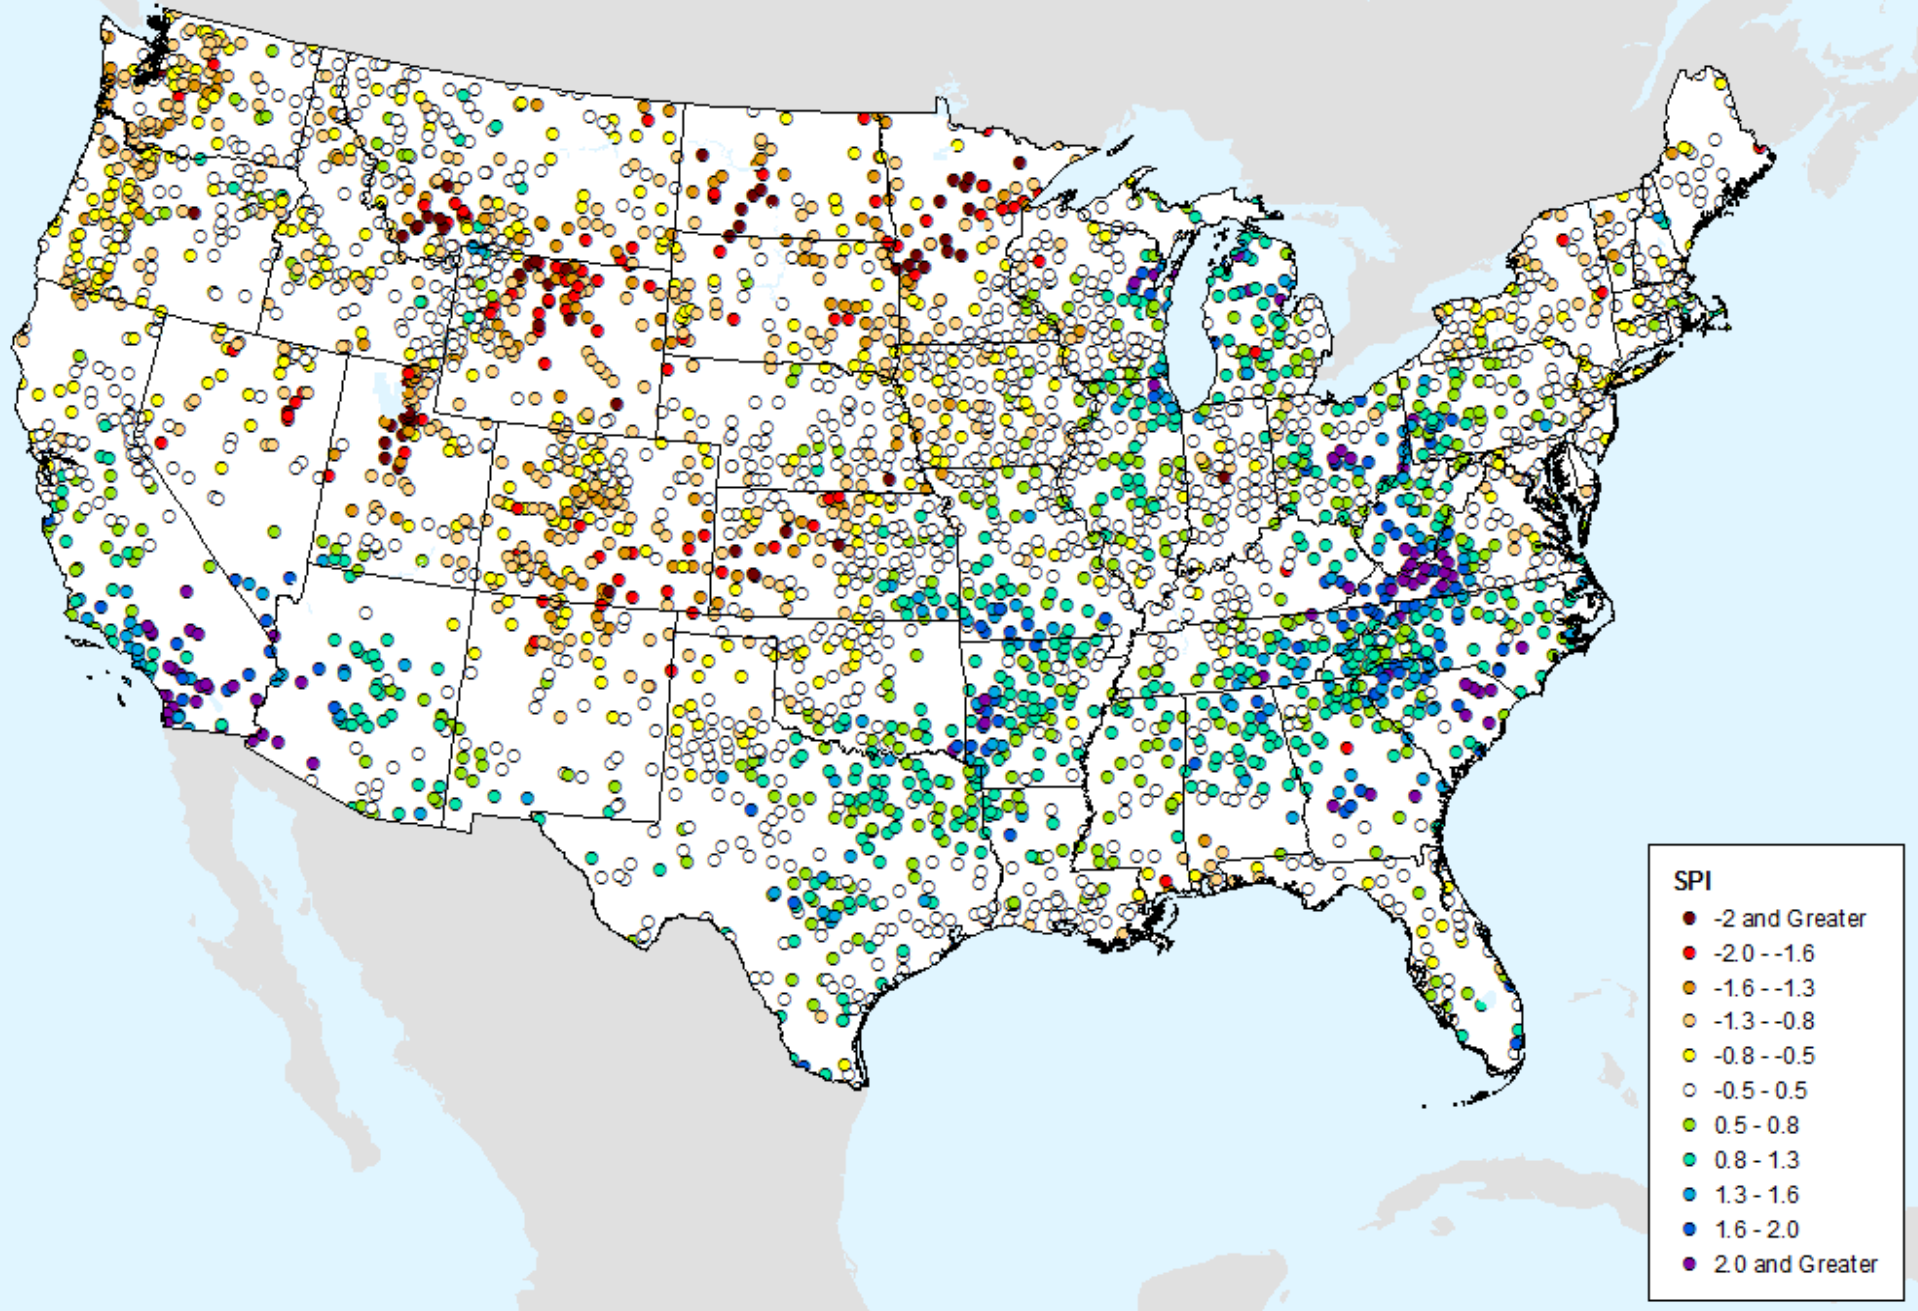 SPI
-2 and Greater
-2.0 - -1.6
-1.6 - -1.3
-1.3 - -0.8
-0.8 - -0.5
-0.5 - 0.5
0.5 - 0.8
0.8 - 1.3
1.3 - 1.6
1.6 - 2.0
2.0 and Greater